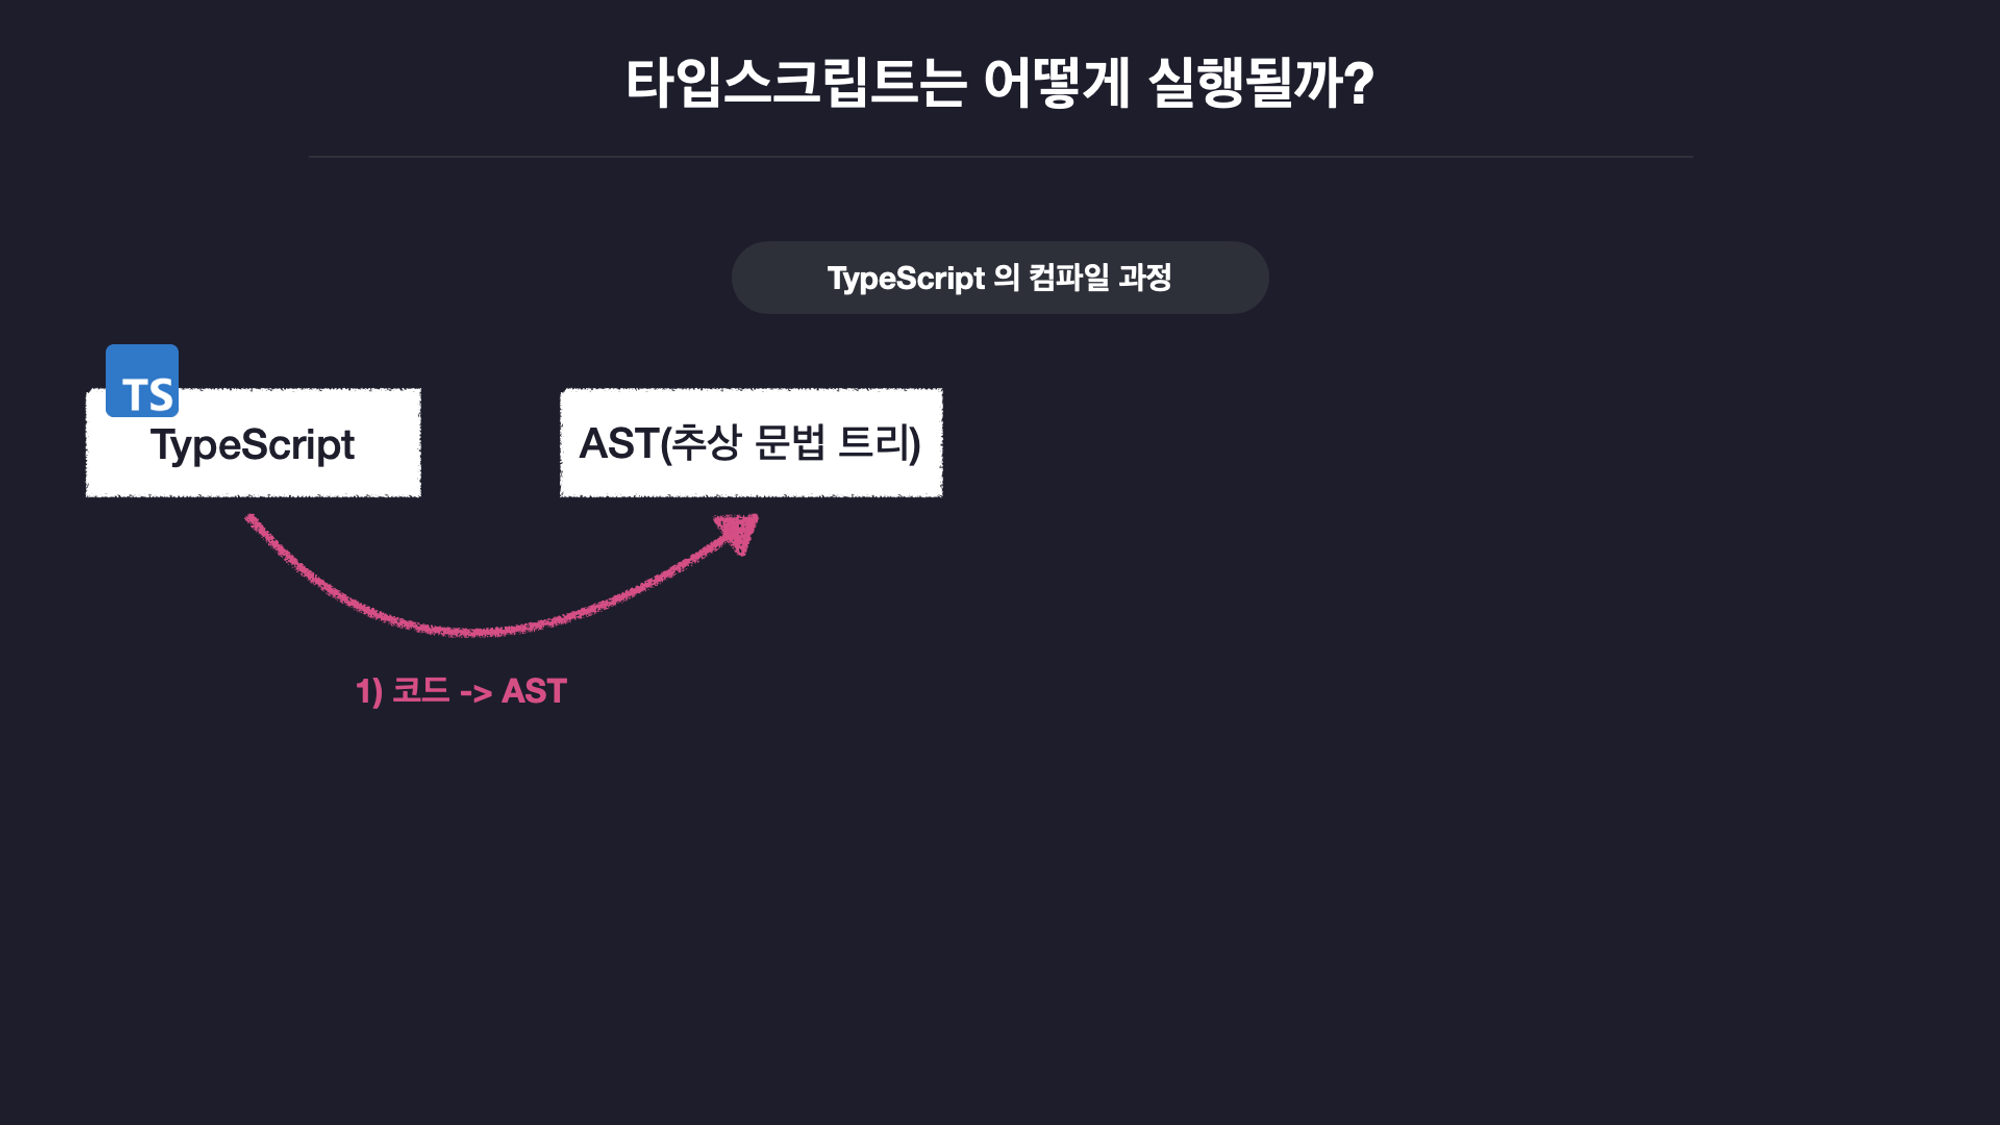 타입스크립트는 어떻게 실행될까?
TypeScript 의 컴파일 과정
TS
TypeScript
AST(추상 문법 트리)
1) 코드 -> AST